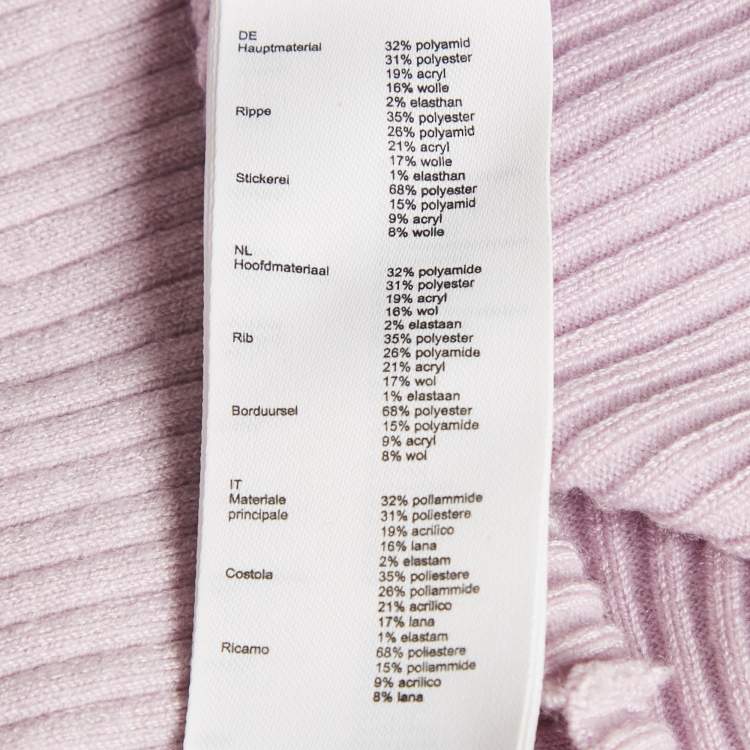 DE
Hauptmaterial 32% polyamid
31% polyester
19% acryl
16% wolle
2% elasthan
Rippe 35% polyester
26% polyamid
21% acryl
17% wolle
1% elasthan
Stickerei 68% polyester
15% polyamid
9% acryl
8% wolle
NL
Hoofdmateriaal 32% polyamide
31% polyester
19% acryl
16% wol
2% elastaan
Rib 35% polyester
26% polyamide
21% acryl
17% wol
1% elastaan
Borduursel 68% polyester
15% polyamide
9% acryl
8% wol
IT
Materiale 32% poliammide
principale 31% poliestere
19% acrilico
16% lana
2% elastam
Costola 35% poliestere
26% poliammide
21% acrilico
17% lana
1% elastam
Ricamo 68% poliestere
15% poliammide
9% acrilico
8% lana